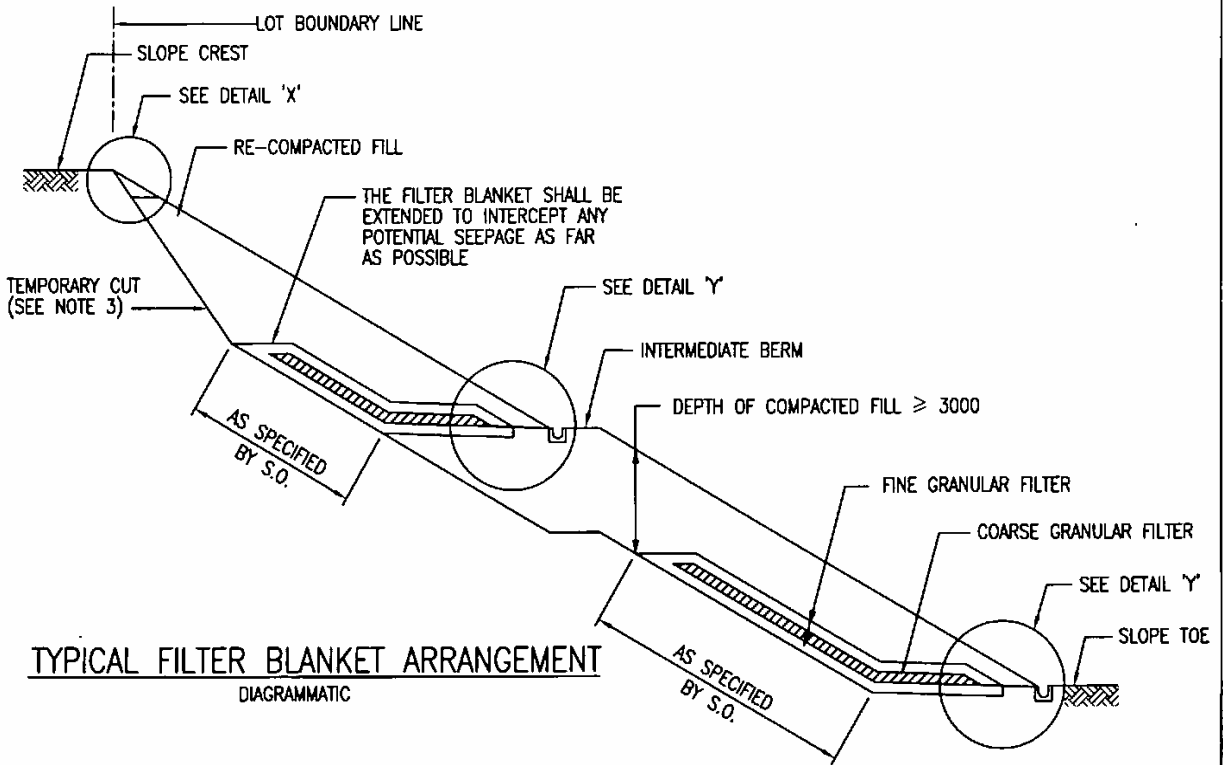 LOT BOUNDARY LINE
SLOPE CREST
SEE DETAIL 'X'
RE-COMPACTED FILL
THE FILTER BLANKET SHALL BE
EXTENDED TO INTERCEPT ANY
POTENTIAL SEEPAGE AS FAR
AS POSSIBLE
TEMPORARY CUT
(SEE NOTE 3)
SEE DETAIL 'Y'
INTERMEDIATE BERM
DEPTH OF COMPACTED FILL ≥ 3000
AS SPECIFIED
BY S.O.
FINE GRANULAR FILTER
COARSE GRANULAR FILTER
SEE DETAIL 'Y'
SLOPE TOE
AS SPECIFIED
BY S.O.
TYPICAL FILTER BLANKET ARRANGEMENT
DIAGRAMMATIC